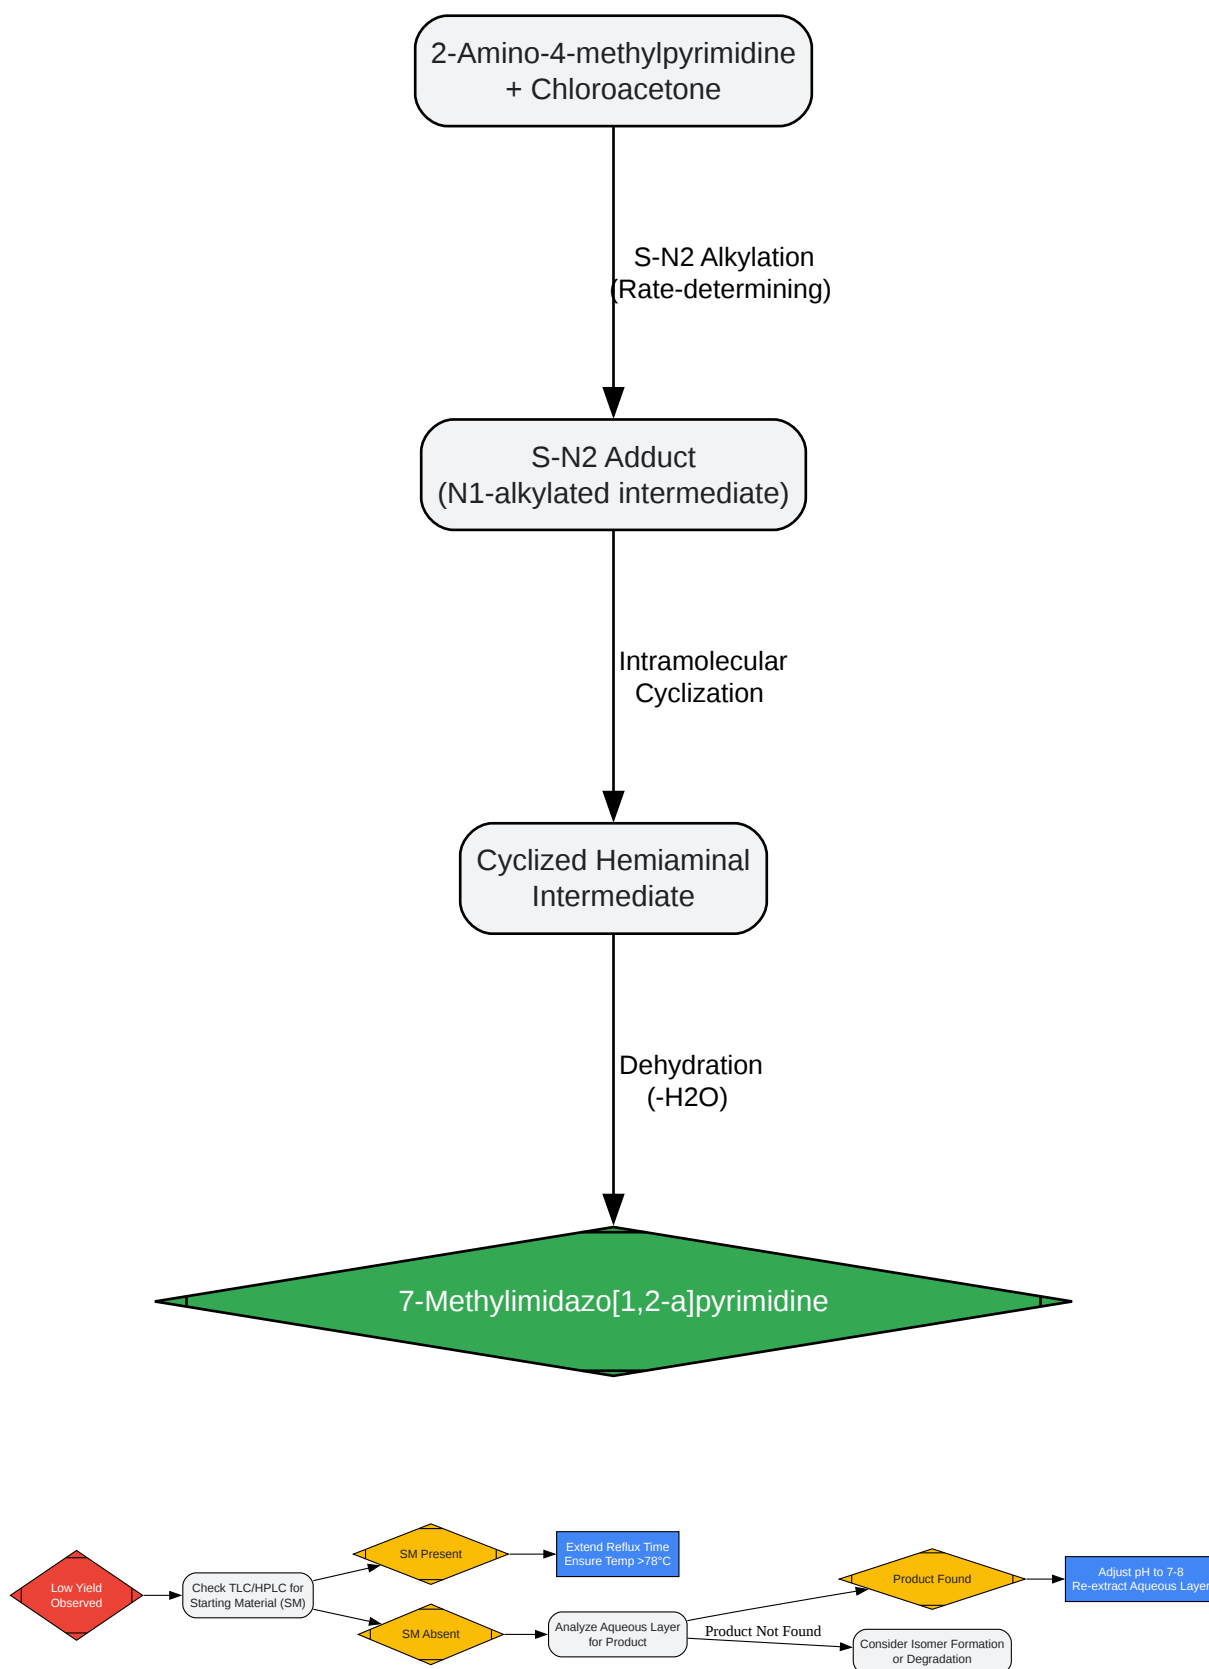 2-Amino-4-methylpyrimidine
+ Chloroacetone
S-N2 Alkylation
(Rate-determining)
S-N2 Adduct
(N1-alkylated intermediate)
Intramolecular
Cyclization
Cyclized Hemiaminal
Intermediate
Dehydration
(-H2O)
7-Methylimidazo[1,2-a]pyrimidine
Low Yield
Observed
Check TLC/HPLC for
Starting Material (SM)
SM Present
Extend Reflux Time
Ensure Temp >78°C
SM Absent
Analyze Aqueous Layer
for Product
Product Found
Adjust pH to 7-8
Re-extract Aqueous Layer
Product Not Found
Consider Isomer Formation
or Degradation